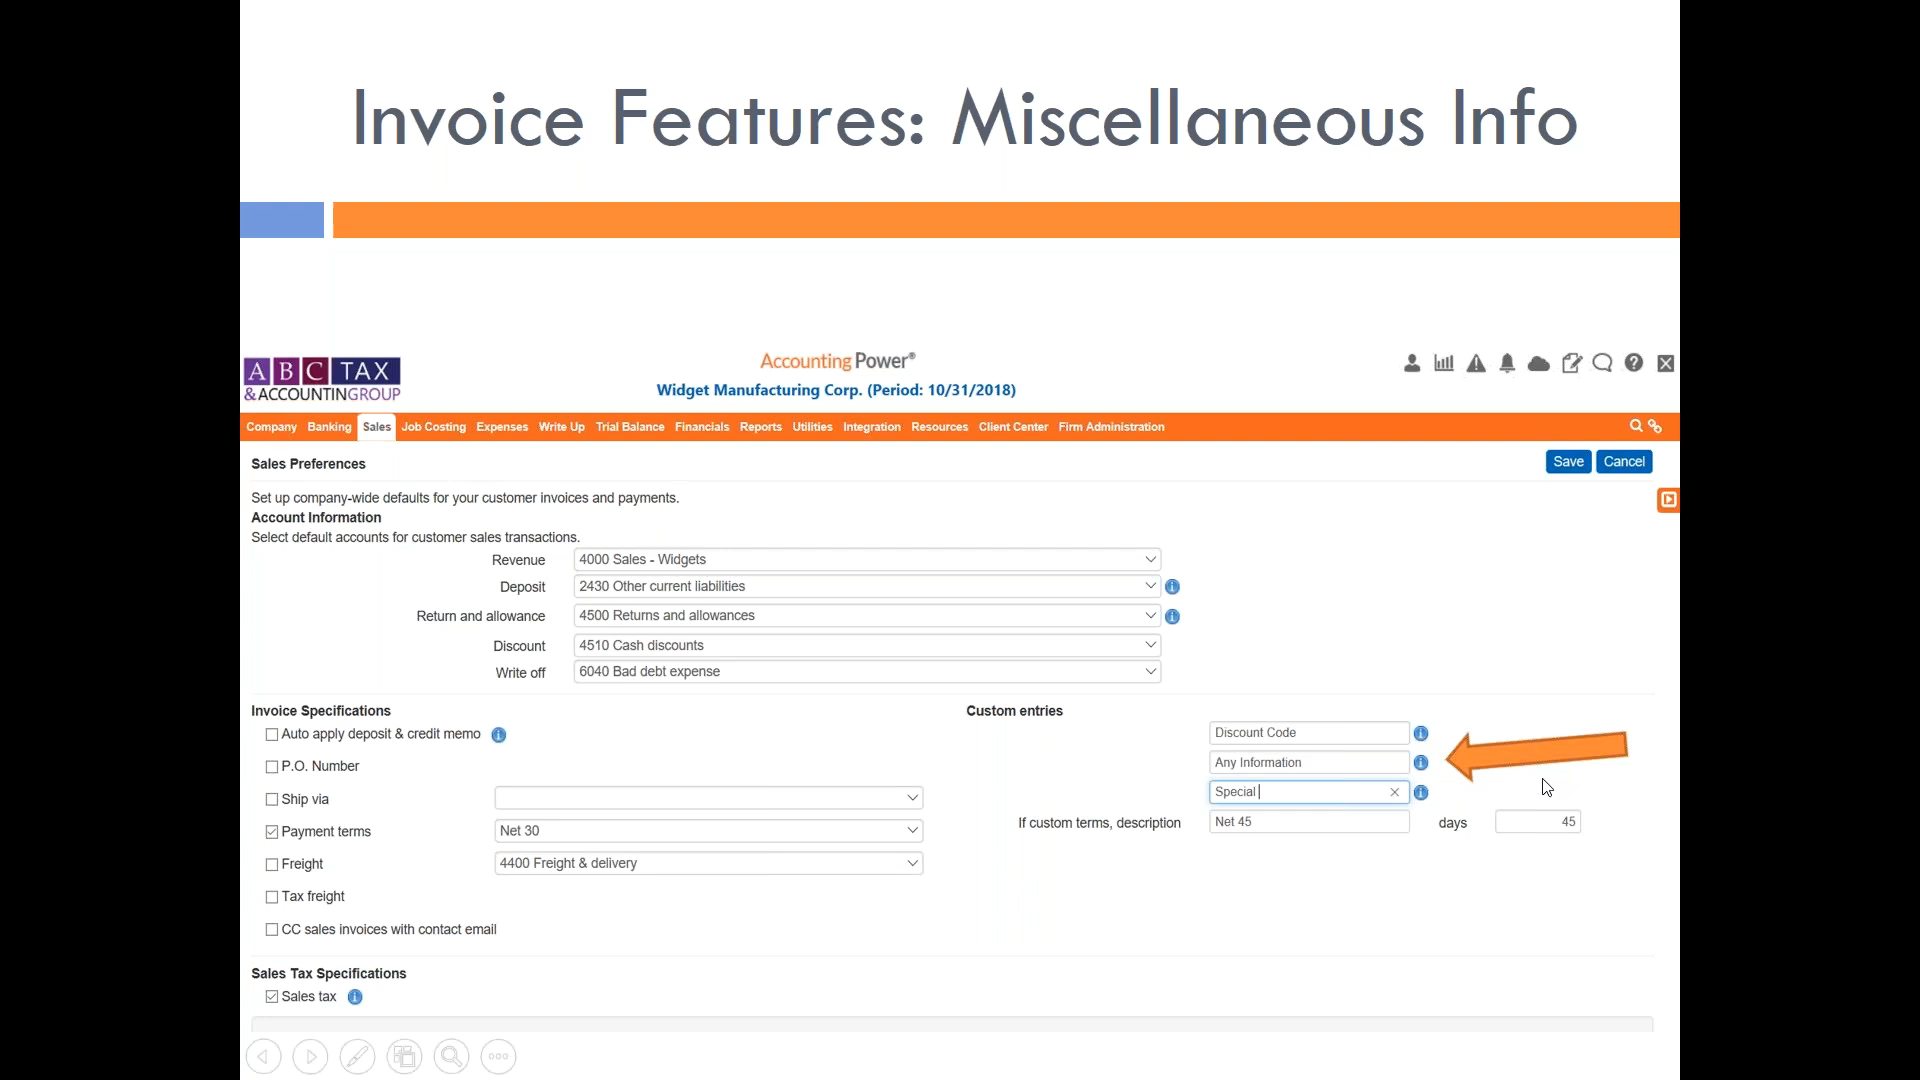 Invoice Features: Miscellaneous Info
ABC TAX
& ACCOUNTINGGROUP
Accounting Power®
Widget Manufacturing Corp. (Period: 10/31/2018)
Company Banking Sales Job Costing Expenses Write Up Trial Balance Financials Reports Utilities Integration Resources Client Center Firm Administration
Sales Preferences
Save Cancel
Set up company-wide defaults for your customer invoices and payments.
Account Information
Select default accounts for customer sales transactions.
Revenue 4000 Sales - Widgets
Deposit 2430 Other current liabilities
Return and allowance 4500 Returns and allowances
Discount 4510 Cash discounts
Write off 6040 Bad debt expense
Invoice Specifications
Auto apply deposit & credit memo
P.O. Number
Ship via
Payment terms Net 30
Freight 4400 Freight & delivery
Tax freight
CC sales invoices with contact email
Custom entries
Discount Code
Any Information
Special
If custom terms, description Net 45 days 45
Sales Tax Specifications
Sales tax